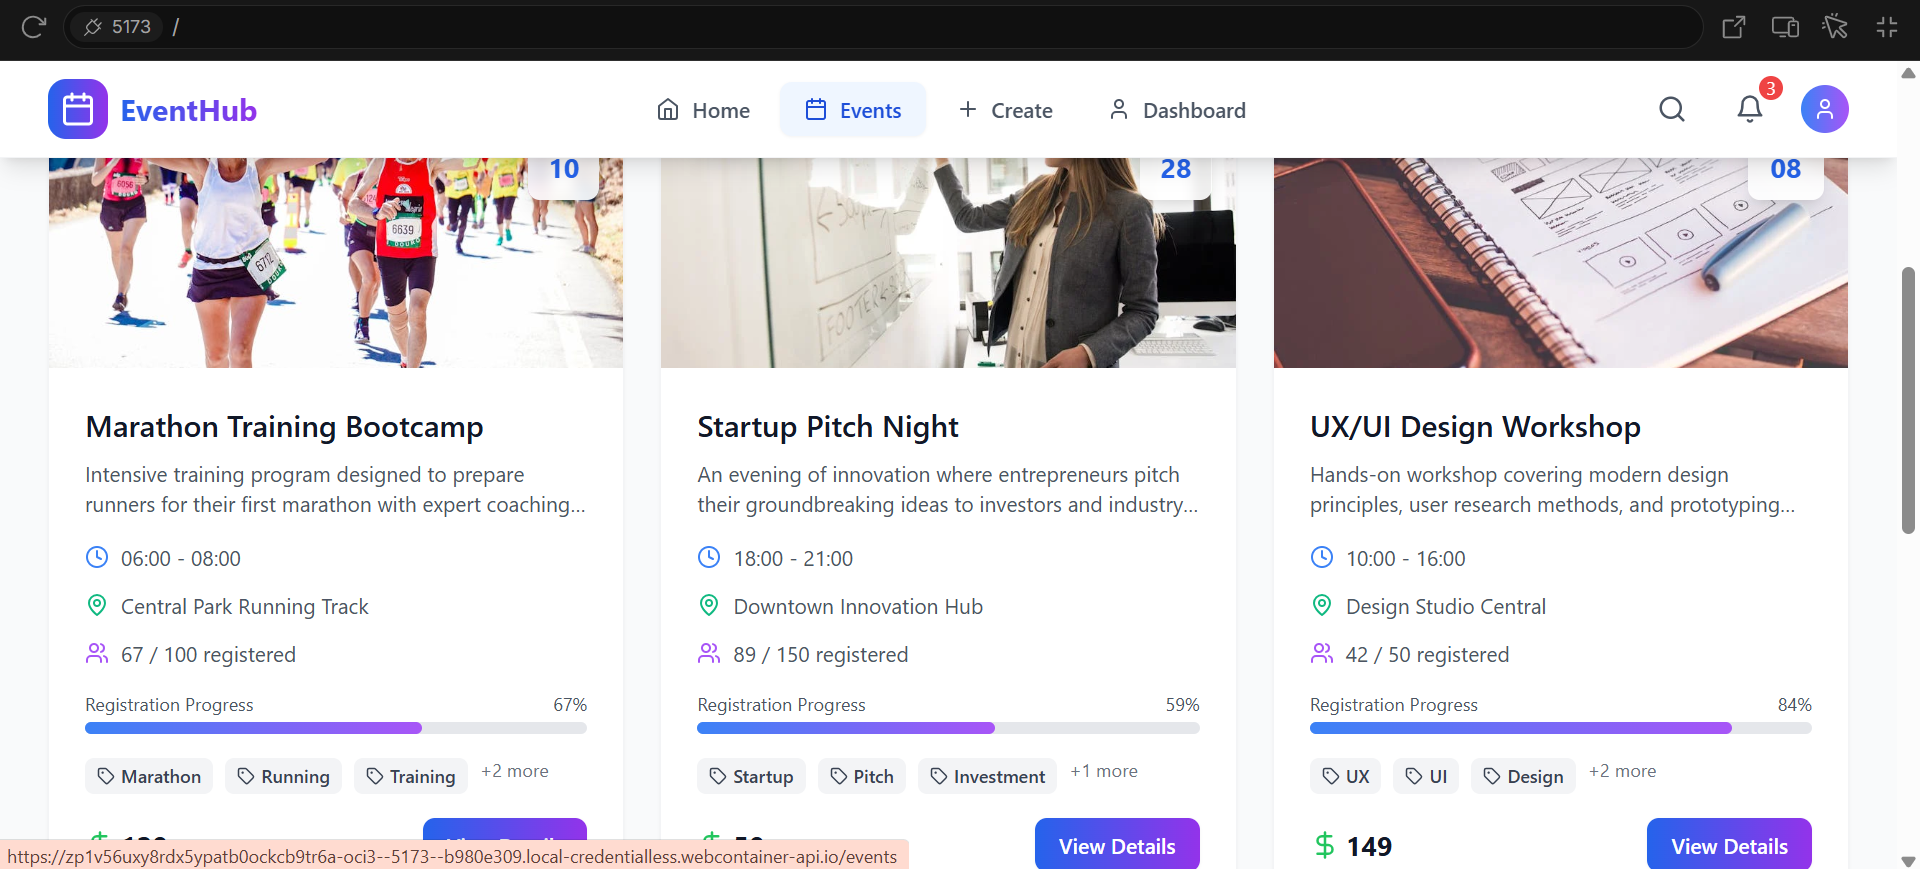 5173 /
EventHub
Home
Events
Create
Dashboard
3
10
28
08
6056
6639
6712
FOOTER
Marathon Training Bootcamp
Intensive training program designed to prepare
runners for their first marathon with expert coaching...
06:00 - 08:00
Central Park Running Track
67 / 100 registered
Registration Progress 67%
Marathon Running Training +2 more
Startup Pitch Night
An evening of innovation where entrepreneurs pitch
their groundbreaking ideas to investors and industry...
18:00 - 21:00
Downtown Innovation Hub
89 / 150 registered
Registration Progress 59%
Startup Pitch Investment +1 more
View Details
UX/UI Design Workshop
Hands-on workshop covering modern design
principles, user research methods, and prototyping...
10:00 - 16:00
Design Studio Central
42 / 50 registered
Registration Progress 84%
UX UI Design +2 more
$ 149
View Details
https://zp1v56uxy8rdx5ypatb0ockcb9tr6a-oci3--5173--b980e309.local-credentialless.webcontainer-api.io/events